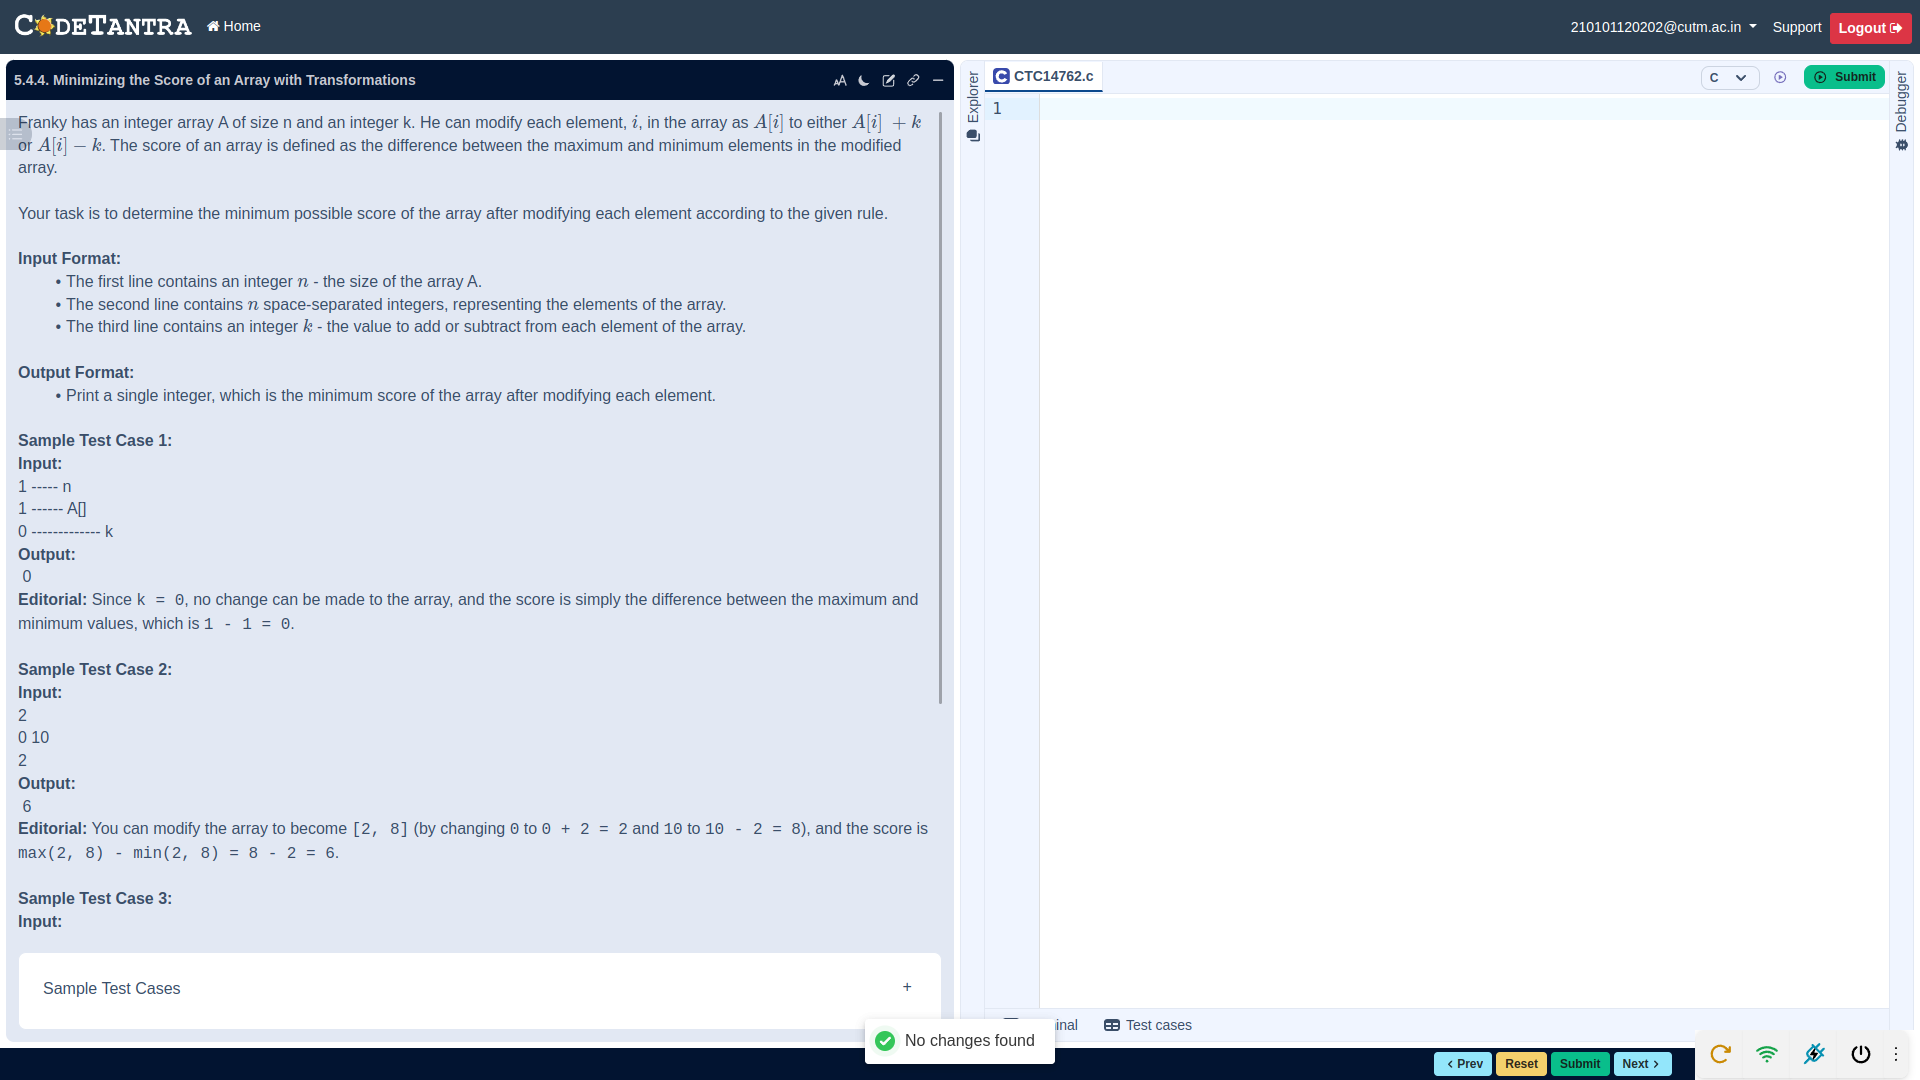 CODETANTRA Home
210101120202@cutm.ac.in Support Logout
5.4.4. Minimizing the Score of an Array with Transformations
Franky has an integer array A of size n and an integer k. He can modify each element, i, in the array as A[i] to either A[i] + k
or A[i] − k. The score of an array is defined as the difference between the maximum and minimum elements in the modified
array.
Your task is to determine the minimum possible score of the array after modifying each element according to the given rule.
Input Format:
• The first line contains an integer n - the size of the array A.
• The second line contains n space-separated integers, representing the elements of the array.
• The third line contains an integer k - the value to add or subtract from each element of the array.
Output Format:
• Print a single integer, which is the minimum score of the array after modifying each element.
Sample Test Case 1:
Input:
1 ----- n
1 ------ A[]
0 ------------- k
Output:
0
Editorial: Since k = 0, no change can be made to the array, and the score is simply the difference between the maximum and
minimum values, which is 1 - 1 = 0.
Sample Test Case 2:
Input:
2
0 10
2
Output:
6
Editorial: You can modify the array to become [2, 8] (by changing 0 to 0 + 2 = 2 and 10 to 10 - 2 = 8), and the score is
max(2, 8) - min(2, 8) = 8 - 2 = 6.
Sample Test Case 3:
Input:
Sample Test Cases +
Explorer
CTC14762.c
C
Submit
1
Debugger
Test cases
No changes found
Prev Reset Submit Next